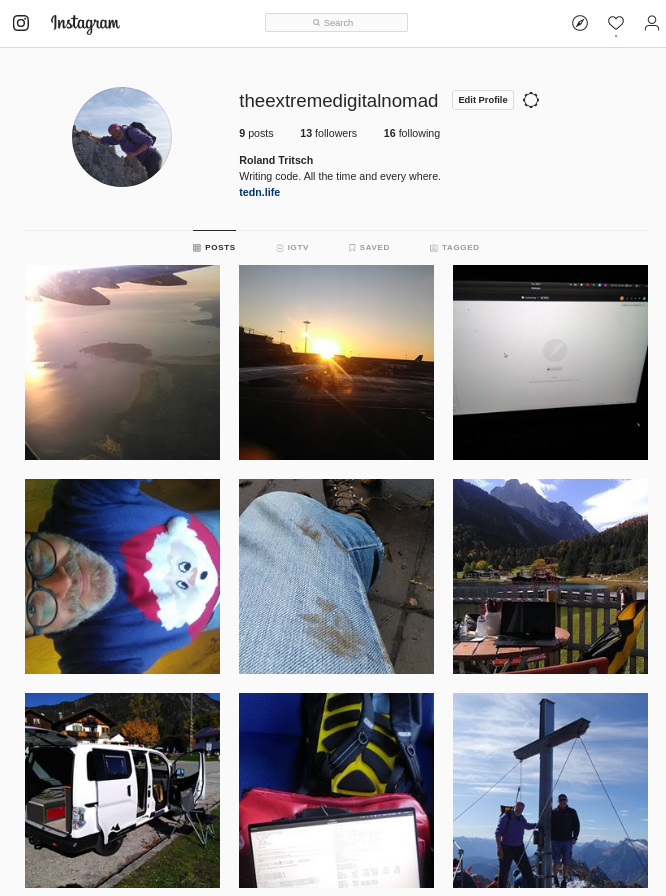 Instagram
Search
theextremedigitalnomad
Edit Profile
9 posts 13 followers 16 following
Roland Tritsch
Writing code. All the time and every where.
tedn.life
POSTS IGTV SAVED TAGGED